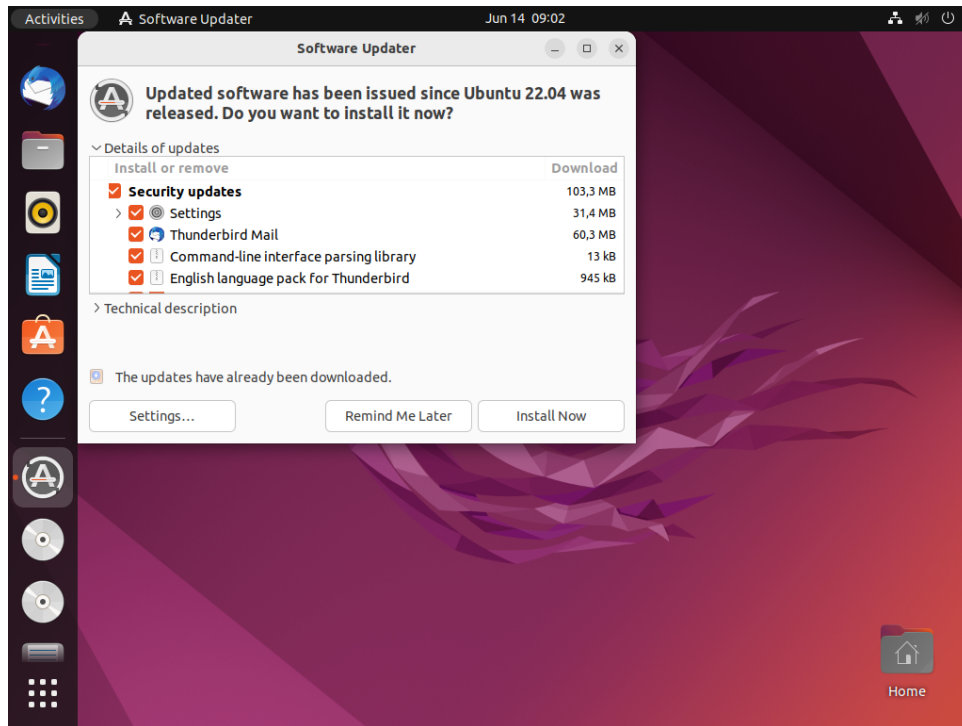 Activities Software Updater Jun 14 09:02
Software Updater
Updated software has been issued since Ubuntu 22.04 was
released. Do you want to install it now?
Details of updates
Install or remove Download
Security updates 103,3 MB
Settings 31,4 MB
Thunderbird Mail 60,3 MB
Command-line interface parsing library 13 kB
English language pack for Thunderbird 945 kB
Technical description
The updates have already been downloaded.
Settings... Remind Me Later Install Now
Home